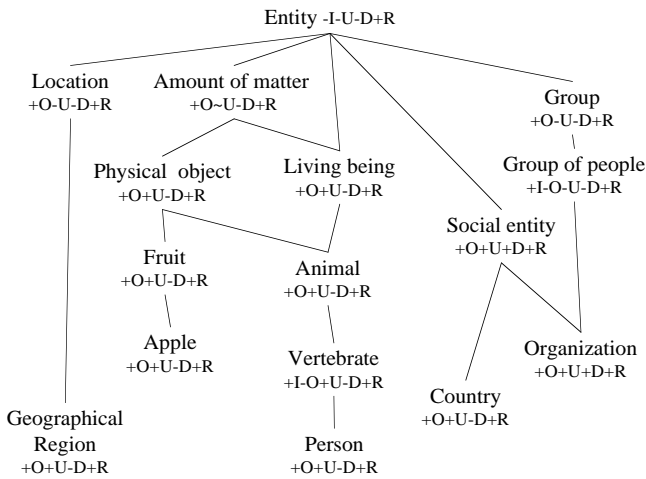 Entity -I-U-D+R
Location
+O-U-D+R
Amount of matter
+O~U-D+R
Group
+O-U-D+R
Physical object
+O+U-D+R
Living being
+O+U-D+R
Group of people
+I-O-U-D+R
Social entity
+O+U+D+R
Fruit
+O+U-D+R
Animal
+O+U-D+R
Apple
+O+U-D+R
Vertebrate
+I-O+U-D+R
Organization
+O+U+D+R
Country
+O+U-D+R
Geographical
Region
+O+U-D+R
Person
+O+U-D+R